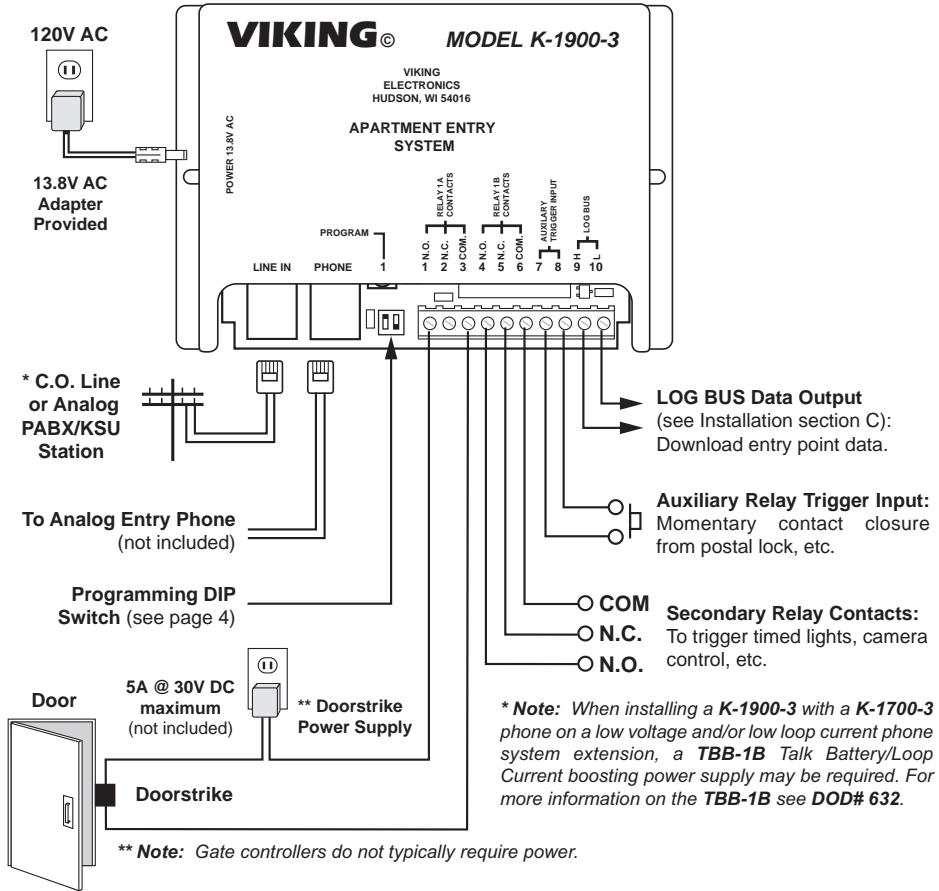 VIKING© MODEL K-1900-3
VIKING
ELECTRONICS
HUDSON, WI 54016
APARTMENT ENTRY
SYSTEM
120V AC
13.8V AC
Adapter
Provided
POWER 13.8V AC
RELAY 1A
CONTACTS
RELAY 1B
CONTACTS
AUXILARY
TRIGGER INPUT
LOG BUS
PROGRAM
N.O. N.C. COM. N.O. N.C. COM. H L
LINE IN PHONE 1 1 2 3 4 5 6 7 8 9 10
* C.O. Line
or Analog
PABX/KSU
Station
LOG BUS Data Output
(see Installation section C):
Download entry point data.
To Analog Entry Phone
(not included)
Auxiliary Relay Trigger Input:
Momentary contact closure
from postal lock, etc.
Programming DIP
Switch (see page 4)
COM
N.C.
N.O.
Secondary Relay Contacts:
To trigger timed lights, camera
control, etc.
Door
5A @ 30V DC
maximum
(not included)
** Doorstrike
Power Supply
Doorstrike
* Note: When installing a K-1900-3 with a K-1700-3
phone on a low voltage and/or low loop current phone
system extension, a TBB-1B Talk Battery/Loop
Current boosting power supply may be required. For
more information on the TBB-1B see DOD# 632.
** Note: Gate controllers do not typically require power.